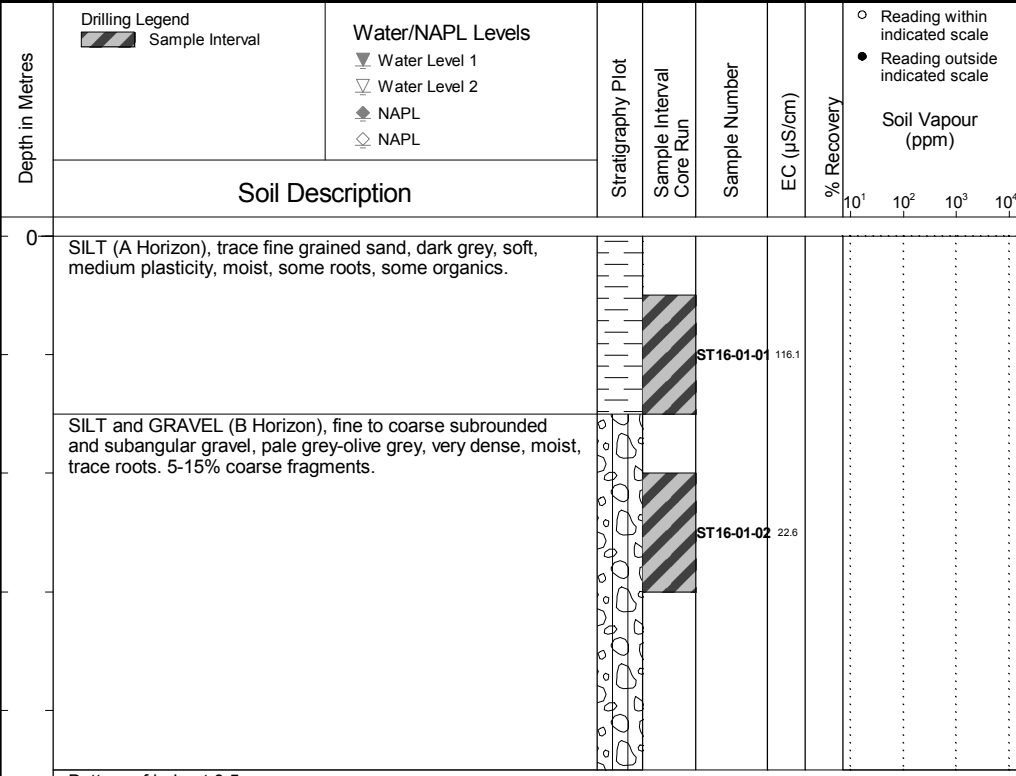 Depth in Metres
Drilling Legend
Sample Interval
Water/NAPL Levels
Water Level 1
Water Level 2
NAPL
NAPL
Soil Description
Stratigraphy Plot
Sample Interval
Core Run
Sample Number
EC (µS/cm)
% Recovery
Reading within
indicated scale
Reading outside
indicated scale
Soil Vapour
(ppm)
10¹ 10² 10³ 10⁴
0
SILT (A Horizon), trace fine grained sand, dark grey, soft,
medium plasticity, moist, some roots, some organics.
ST16-01-01 116.1
SILT and GRAVEL (B Horizon), fine to coarse subrounded
and subangular gravel, pale grey-olive grey, very dense, moist,
trace roots. 5-15% coarse fragments.
ST16-01-02 22.6